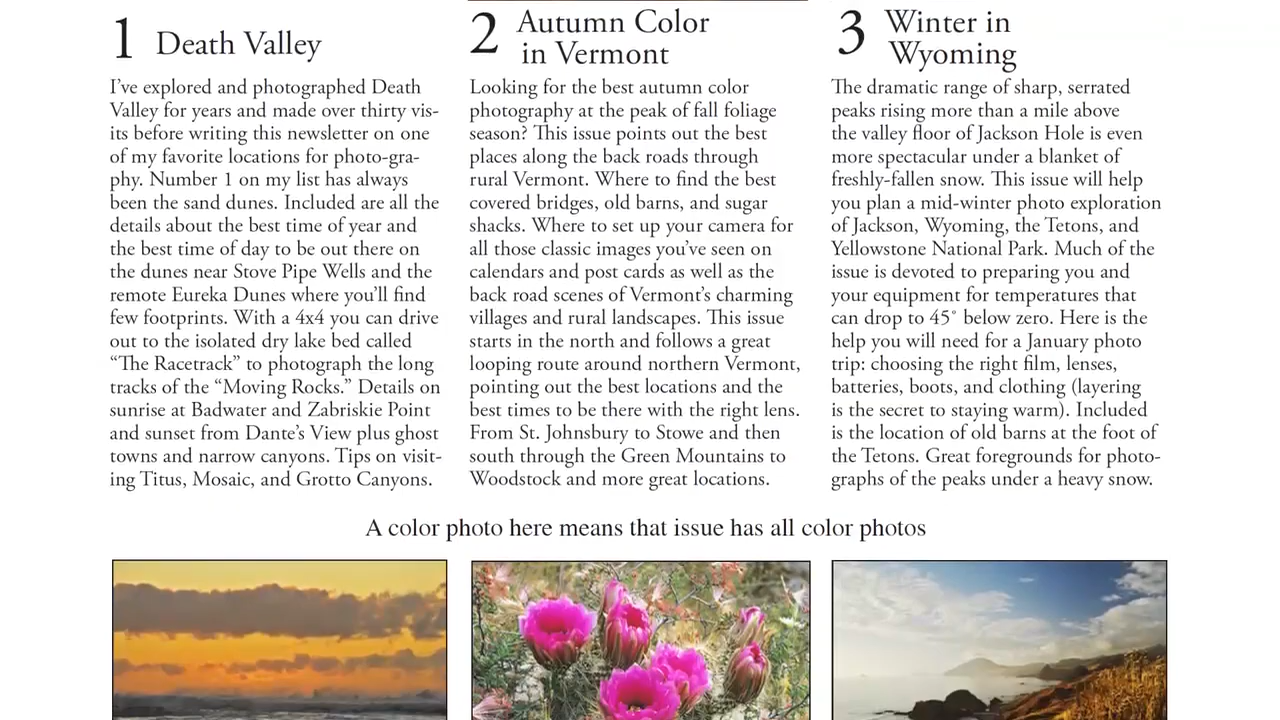 1 Death Valley
I've explored and photographed Death
Valley for years and made over thirty vis-
its before writing this newsletter on one
of my favorite locations for photo-gra-
phy. Number 1 on my list has always
been the sand dunes. Included are all the
details about the best time of year and
the best time of day to be out there on
the dunes near Stove Pipe Wells and the
remote Eureka Dunes where you'll find
few footprints. With a 4x4 you can drive
out to the isolated dry lake bed called
“The Racetrack” to photograph the long
tracks of the “Moving Rocks.” Details on
sunrise at Badwater and Zabriskie Point
and sunset from Dante's View plus ghost
towns and narrow canyons. Tips on visit-
ing Titus, Mosaic, and Grotto Canyons.
2 Autumn Color
in Vermont
Looking for the best autumn color
photography at the peak of fall foliage
season? This issue points out the best
places along the back roads through
rural Vermont. Where to find the best
covered bridges, old barns, and sugar
shacks. Where to set up your camera for
all those classic images you've seen on
calendars and post cards as well as the
back road scenes of Vermont's charming
villages and rural landscapes. This issue
starts in the north and follows a great
looping route around northern Vermont,
pointing out the best locations and the
best times to be there with the right lens.
From St. Johnsbury to Stowe and then
south through the Green Mountains to
Woodstock and more great locations.
3 Winter in
Wyoming
The dramatic range of sharp, serrated
peaks rising more than a mile above
the valley floor of Jackson Hole is even
more spectacular under a blanket of
freshly-fallen snow. This issue will help
you plan a mid-winter photo exploration
of Jackson, Wyoming, the Tetons, and
Yellowstone National Park. Much of the
issue is devoted to preparing you and
your equipment for temperatures that
can drop to 45˚ below zero. Here is the
help you will need for a January photo
trip: choosing the right film, lenses,
batteries, boots, and clothing (layering
is the secret to staying warm). Included
is the location of old barns at the foot of
the Tetons. Great foregrounds for photo-
graphs of the peaks under a heavy snow.
A color photo here means that issue has all color photos